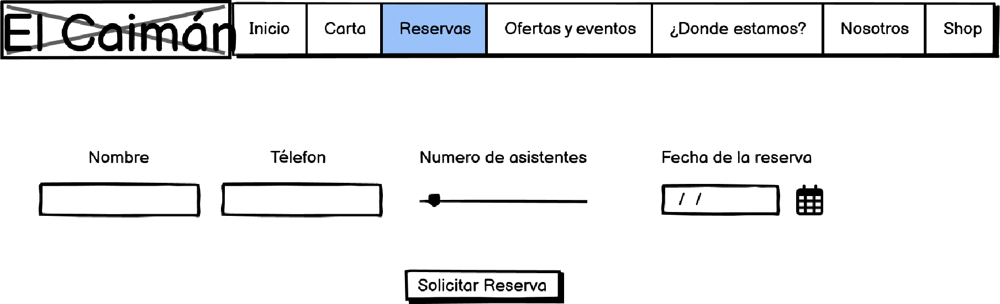 El Caimán
Inicio Carta Reservas Ofertas y eventos ¿Donde estamos? Nosotros Shop
Nombre Télefon Numero de asistentes Fecha de la reserva
/ /
Solicitar Reserva